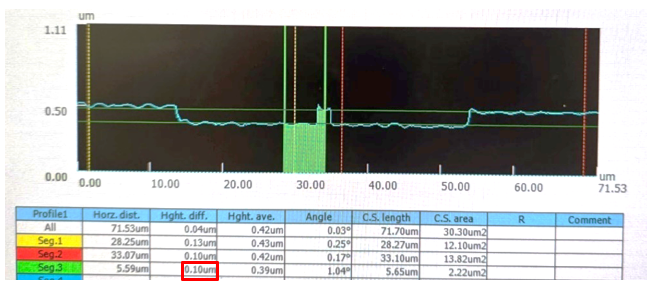 um
1.11
0.50
0.00
0.00 10.00 20.00 30.00 40.00 50.00 60.00 71.53
um
Profile1 Horz. dist. Hght. diff. Hght. ave. Angle C.S. length C.S. area R Comment
All 71.53um 0.04um 0.42um 0.03° 71.70um 30.30um2
Seg.1 28.25um 0.13um 0.43um 0.25° 28.27um 12.10um2
Seg.2 33.07um 0.10um 0.42um 0.17° 33.10um 13.82um2
Seg.3 5.59um 0.10um 0.39um 1.04° 5.65um 2.22um2